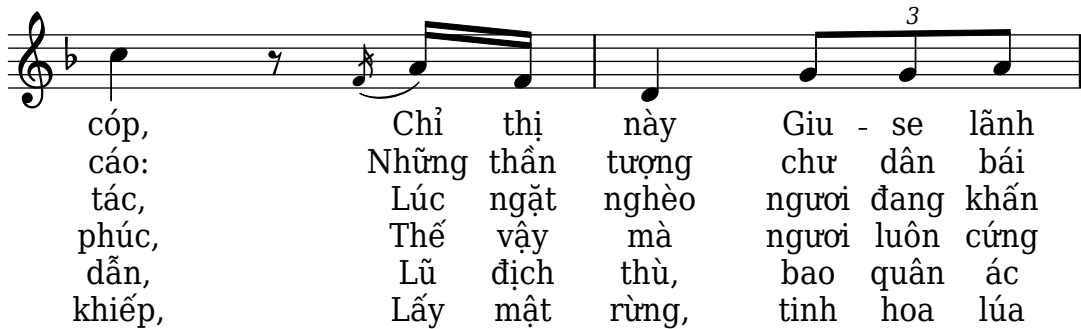 3
cóp, Chỉ thị này Giu - se lãnh
cáo: Những thần tượng chư dân bái
tác, Lúc ngặt nghèo ngươi đang khấn
phúc, Thế vậy mà ngươi luôn cứng
dẫn, Lũ địch thù, bao quân ác
khiếp, Lấy mật rừng, tinh hoa lúa